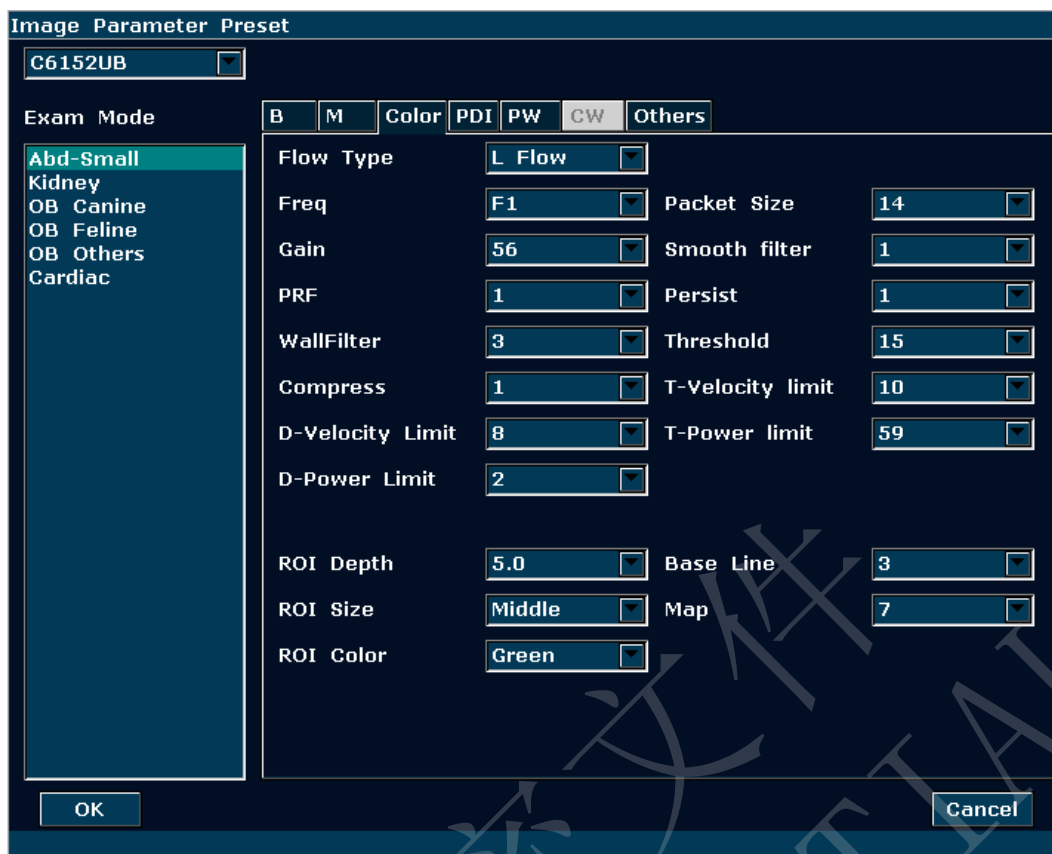 Image Parameter Preset
C6152UB
Exam Mode
B M Color PDI PW CW Others
Abd-Small
Kidney
OB Canine
OB Feline
OB Others
Cardiac
Flow Type L Flow
Freq F1 Packet Size 14
Gain 56 Smooth filter 1
PRF 1 Persist 1
WallFilter 3 Threshold 15
Compress 1 T-Velocity limit 10
D-Velocity Limit 8 T-Power limit 59
D-Power Limit 2
ROI Depth 5.0 Base Line 3
ROI Size Middle Map 7
ROI Color Green
OK Cancel
文件
TIA